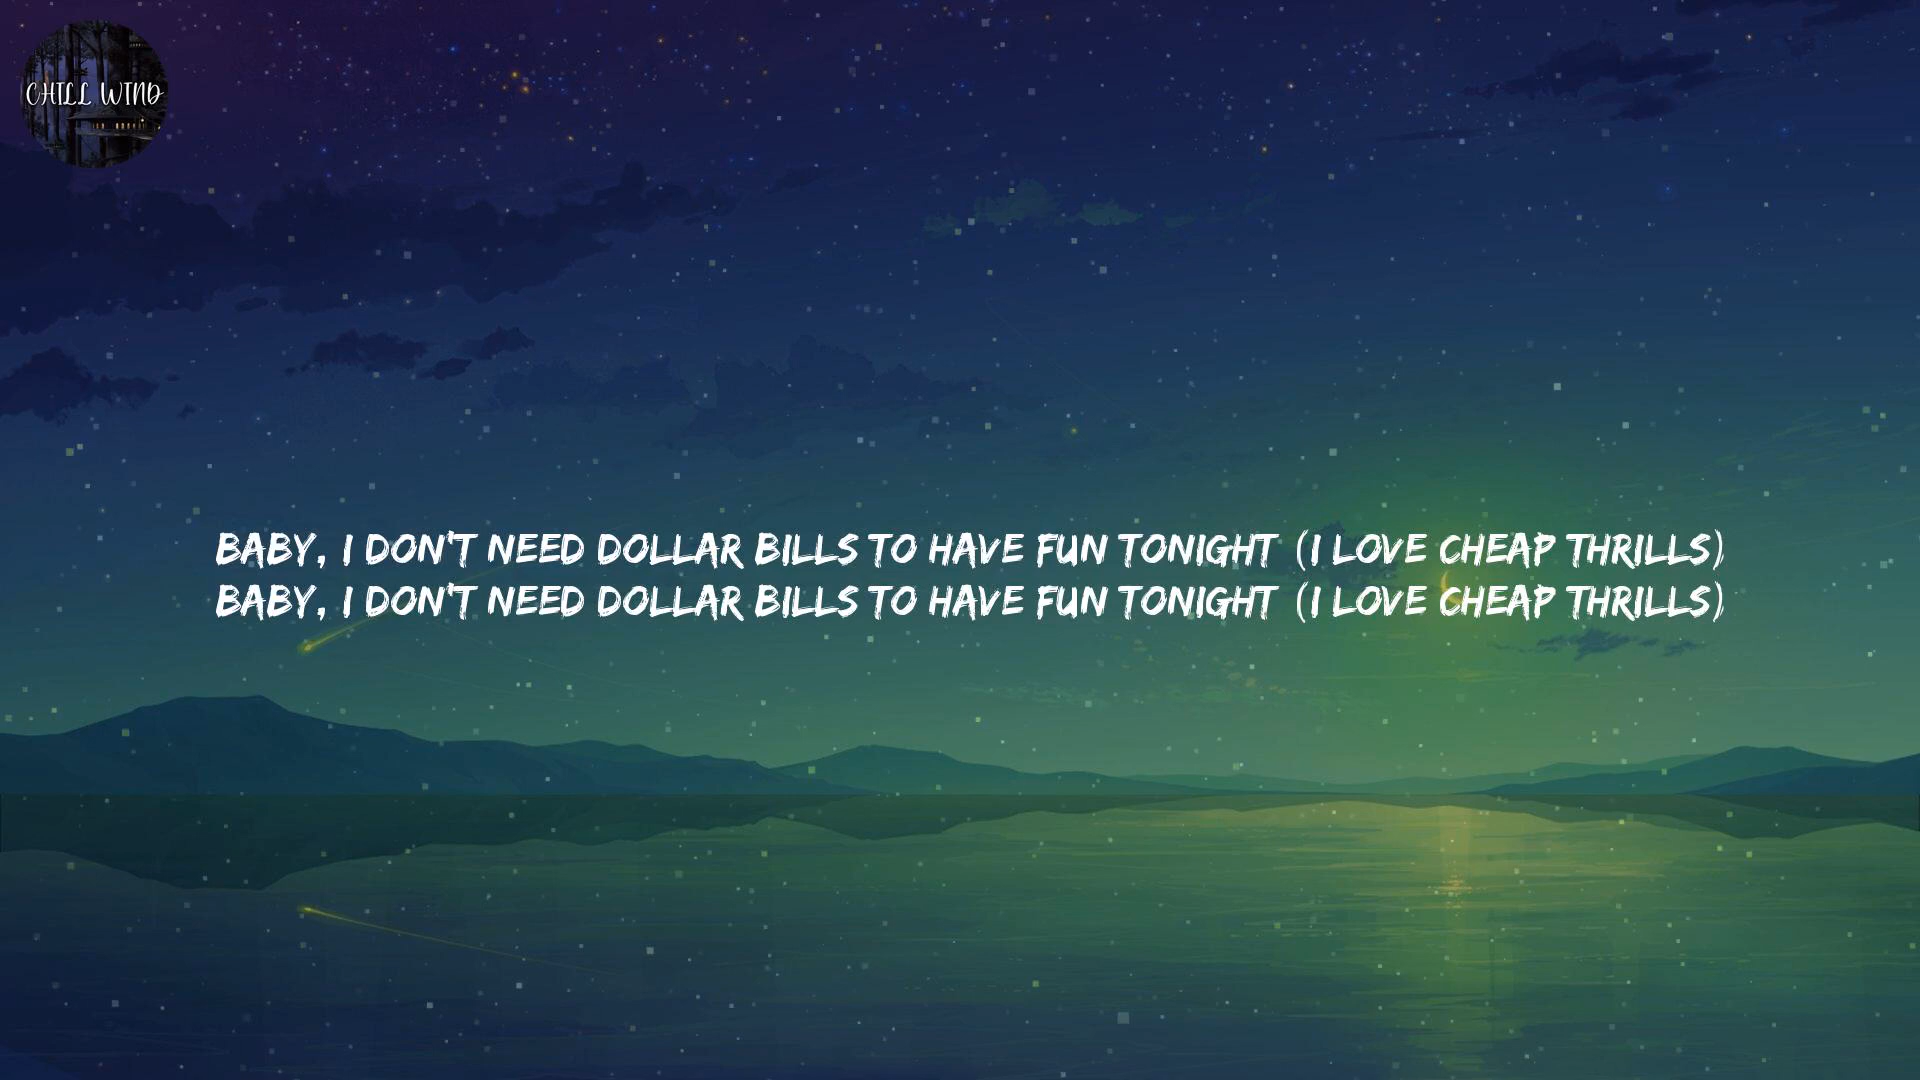 CHILL WIND
BABY, I DON'T NEED DOLLAR BILLS TO HAVE FUN TONIGHT (I LOVE CHEAP THRILLS)
BABY, I DON'T NEED DOLLAR BILLS TO HAVE FUN TONIGHT (I LOVE CHEAP THRILLS)